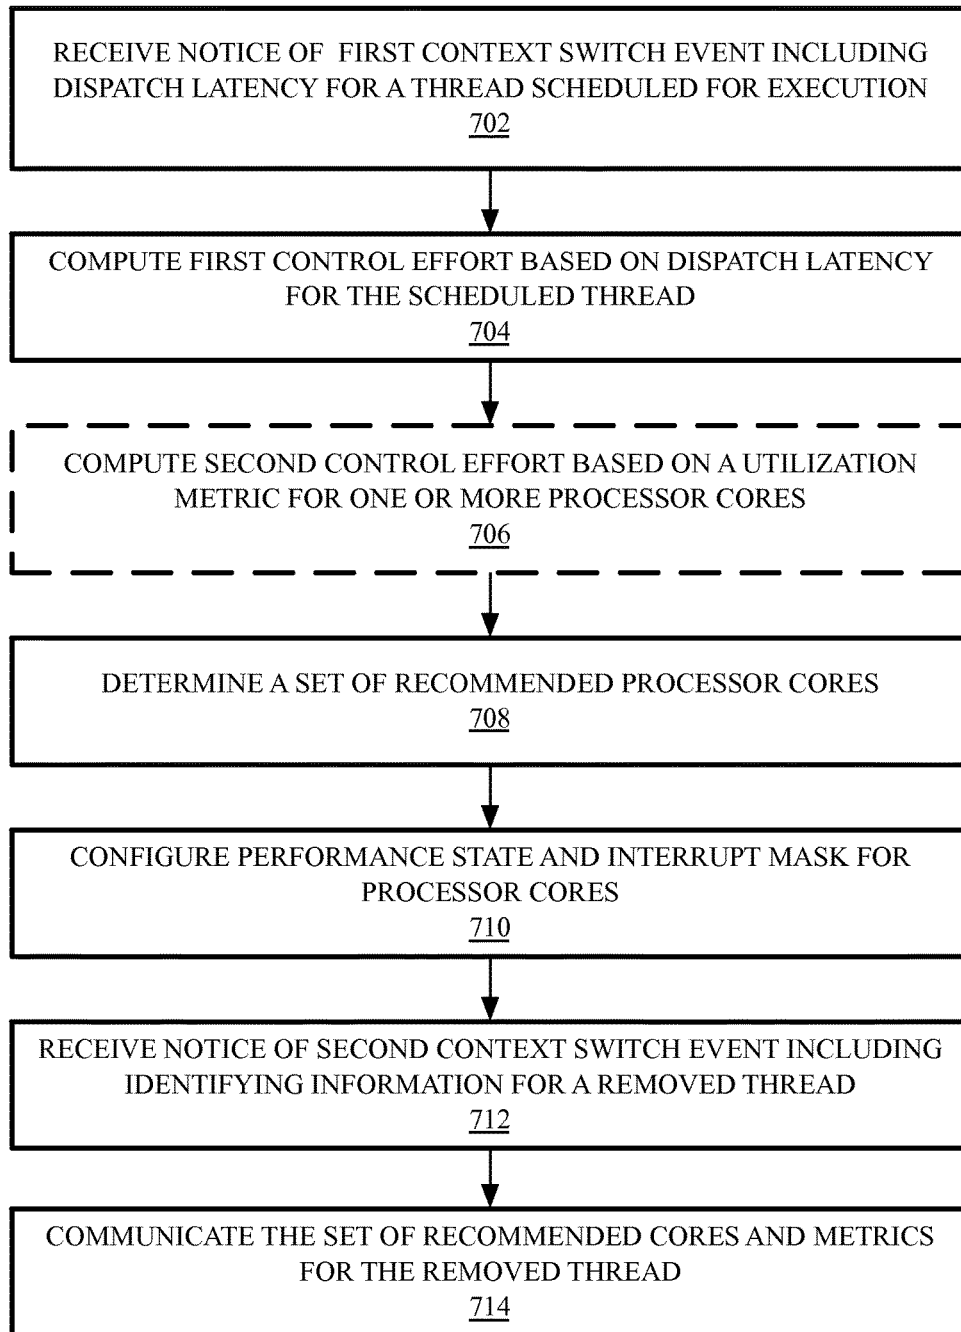 RECEIVE NOTICE OF FIRST CONTEXT SWITCH EVENT INCLUDING
DISPATCH LATENCY FOR A THREAD SCHEDULED FOR EXECUTION
702
COMPUTE FIRST CONTROL EFFORT BASED ON DISPATCH LATENCY
FOR THE SCHEDULED THREAD
704
COMPUTE SECOND CONTROL EFFORT BASED ON A UTILIZATION
METRIC FOR ONE OR MORE PROCESSOR CORES
706
DETERMINE A SET OF RECOMMENDED PROCESSOR CORES
708
CONFIGURE PERFORMANCE STATE AND INTERRUPT MASK FOR
PROCESSOR CORES
710
RECEIVE NOTICE OF SECOND CONTEXT SWITCH EVENT INCLUDING
IDENTIFYING INFORMATION FOR A REMOVED THREAD
712
COMMUNICATE THE SET OF RECOMMENDED CORES AND METRICS
FOR THE REMOVED THREAD
714